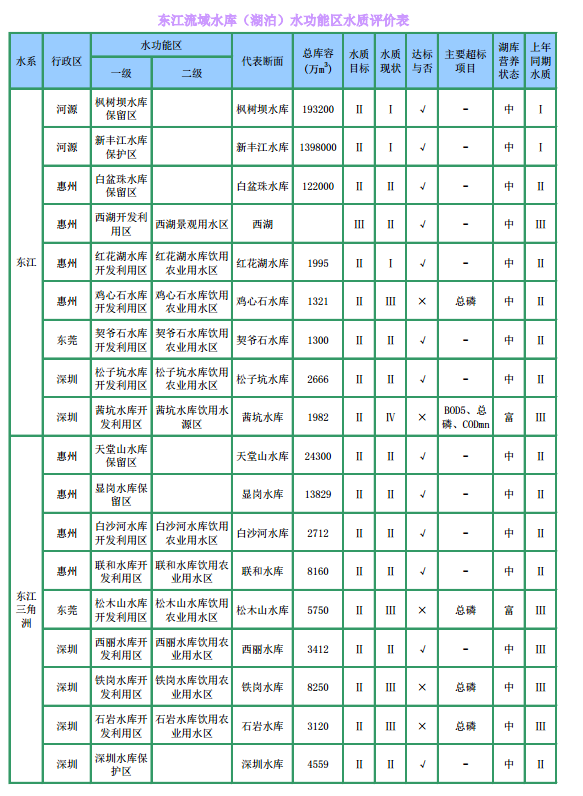 东江流域水库（湖泊）水功能区水质评价表
水系 行政区 水功能区 代表断面 总库容(万m³) 水质目标 水质现状 达标与否 主要超标项目 湖库营养状态 上年同期水质
一级 二级
东江 河源 枫树坝水库保留区 枫树坝水库 193200 Ⅱ Ⅰ √ - 中 Ⅰ
河源 新丰江水库保护区 新丰江水库 1398000 Ⅱ Ⅰ √ - 中 Ⅰ
惠州 白盆珠水库保留区 白盆珠水库 122000 Ⅱ Ⅱ √ - 中 Ⅱ
惠州 西湖开发利用区 西湖景观用水区 西湖 Ⅲ Ⅱ √ - 中 Ⅲ
惠州 红花湖水库开发利用区 红花湖水库饮用农业用水区 红花湖水库 1995 Ⅱ Ⅰ √ - 中 Ⅱ
惠州 鸡心石水库开发利用区 鸡心石水库饮用农业用水区 鸡心石水库 1321 Ⅱ Ⅲ × 总磷 中 Ⅱ
东莞 契爷石水库开发利用区 契爷石水库饮用农业用水区 契爷石水库 1300 Ⅱ Ⅱ √ - 中 Ⅱ
深圳 松子坑水库开发利用区 松子坑水库饮用农业用水区 松子坑水库 2666 Ⅱ Ⅱ √ - 中 Ⅱ
深圳 茜坑水库开发利用区 茜坑水库饮用水源区 茜坑水库 1982 Ⅱ Ⅳ × BOD5、总磷、CODmn 富 Ⅲ
东江三角洲 惠州 天堂山水库保留区 天堂山水库 24300 Ⅱ Ⅱ √ - 中 Ⅱ
惠州 显岗水库保留区 显岗水库 13829 Ⅱ Ⅱ √ - 中 Ⅱ
惠州 白沙河水库开发利用区 白沙河水库饮用农业用水区 白沙河水库 2712 Ⅱ Ⅱ √ - 中 Ⅱ
惠州 联和水库开发利用区 联和水库饮用农业用水区 联和水库 8160 Ⅱ Ⅱ √ - 中 Ⅱ
东莞 松木山水库开发利用区 松木山水库饮用农业用水区 松木山水库 5750 Ⅱ Ⅲ × 总磷 富 Ⅲ
深圳 西丽水库开发利用区 西丽水库饮用农业用水区 西丽水库 3412 Ⅱ Ⅱ √ - 中 Ⅲ
深圳 铁岗水库开发利用区 铁岗水库饮用农业用水区 铁岗水库 8250 Ⅱ Ⅲ × 总磷 中 Ⅲ
深圳 石岩水库开发利用区 石岩水库饮用农业用水区 石岩水库 3120 Ⅱ Ⅲ × 总磷 中 Ⅲ
深圳 深圳水库保护区 深圳水库 4559 Ⅱ Ⅱ √ - 中 Ⅱ